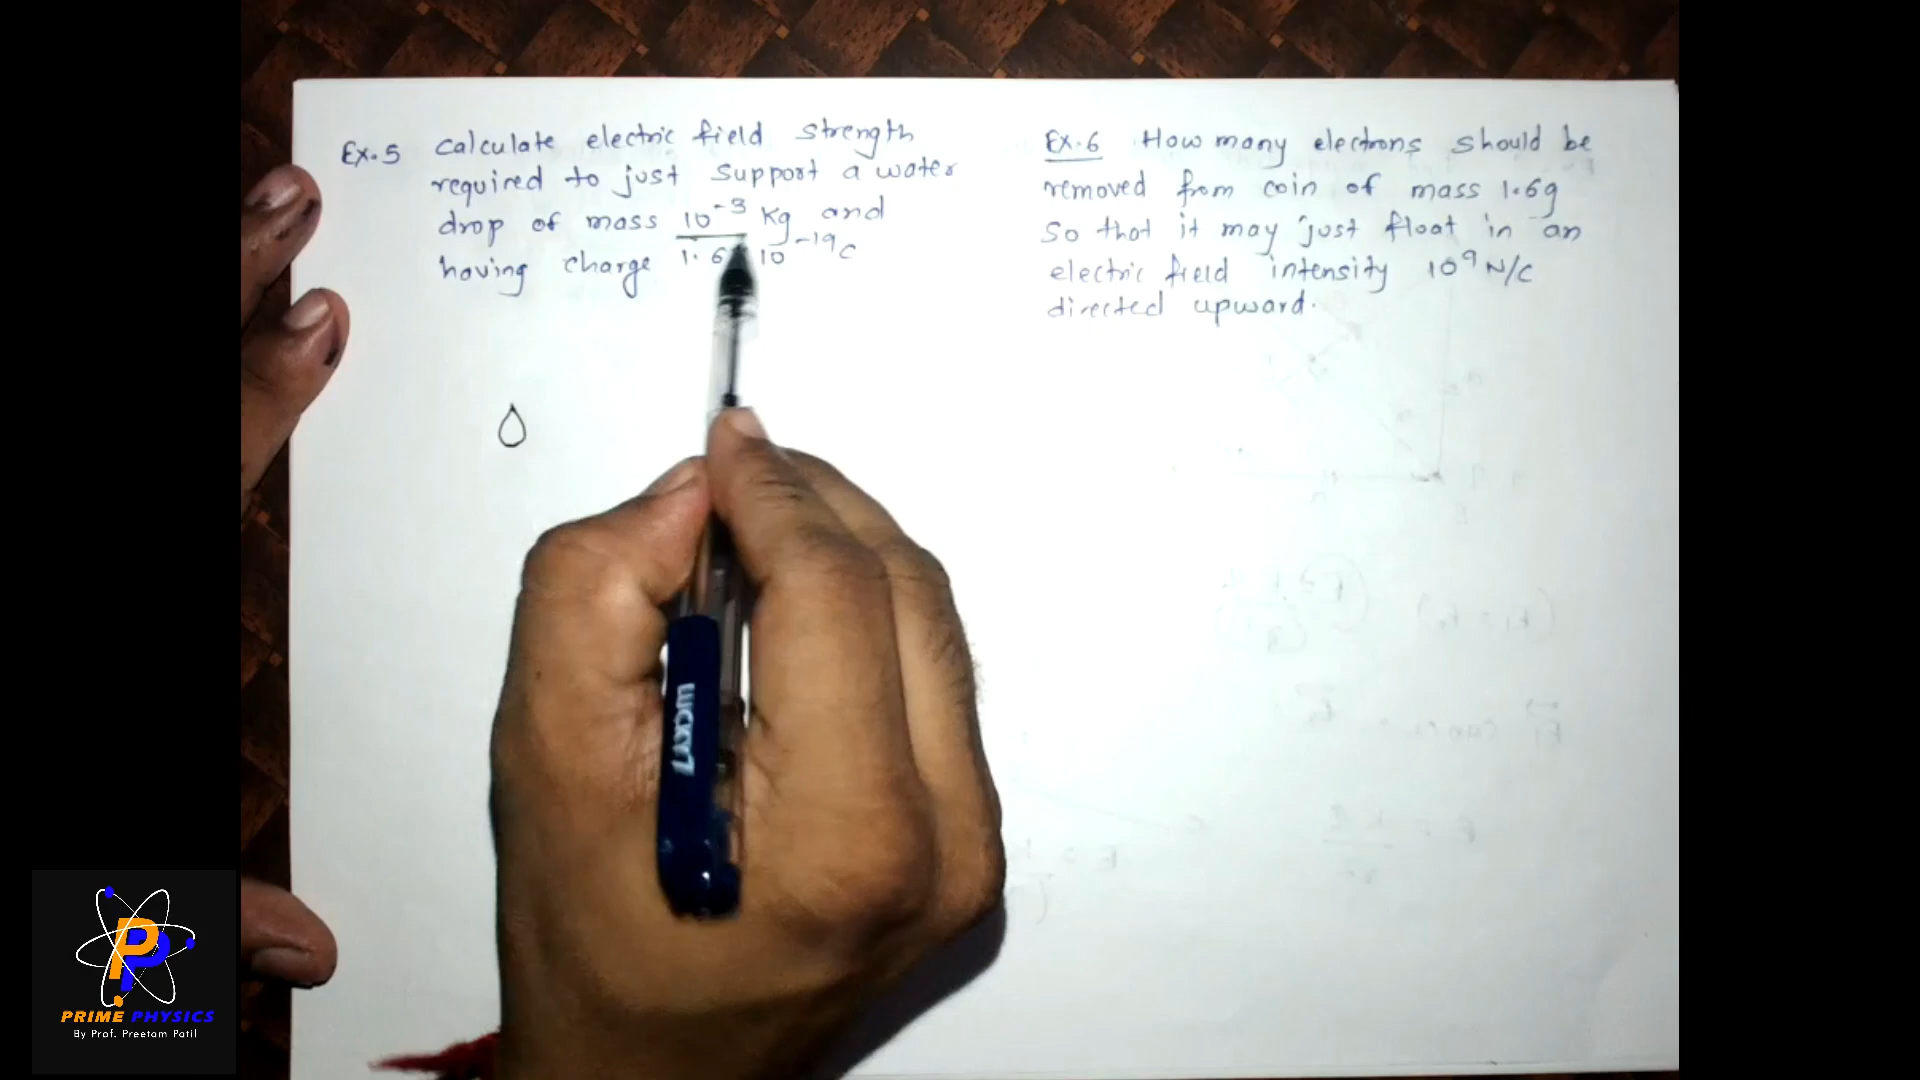 Ex.5 Calculate electric field strength
required to just support a water
drop of mass 10⁻³ kg and
having charge 1.6 10⁻¹⁹ C
Ex.6 How many electrons should be
removed from coin of mass 1.6g
So that it may just float in an
electric field intensity 10⁹ N/C
directed upward.
LUCKY
PRIME PHYSICS
By Prof. Preetam Patil